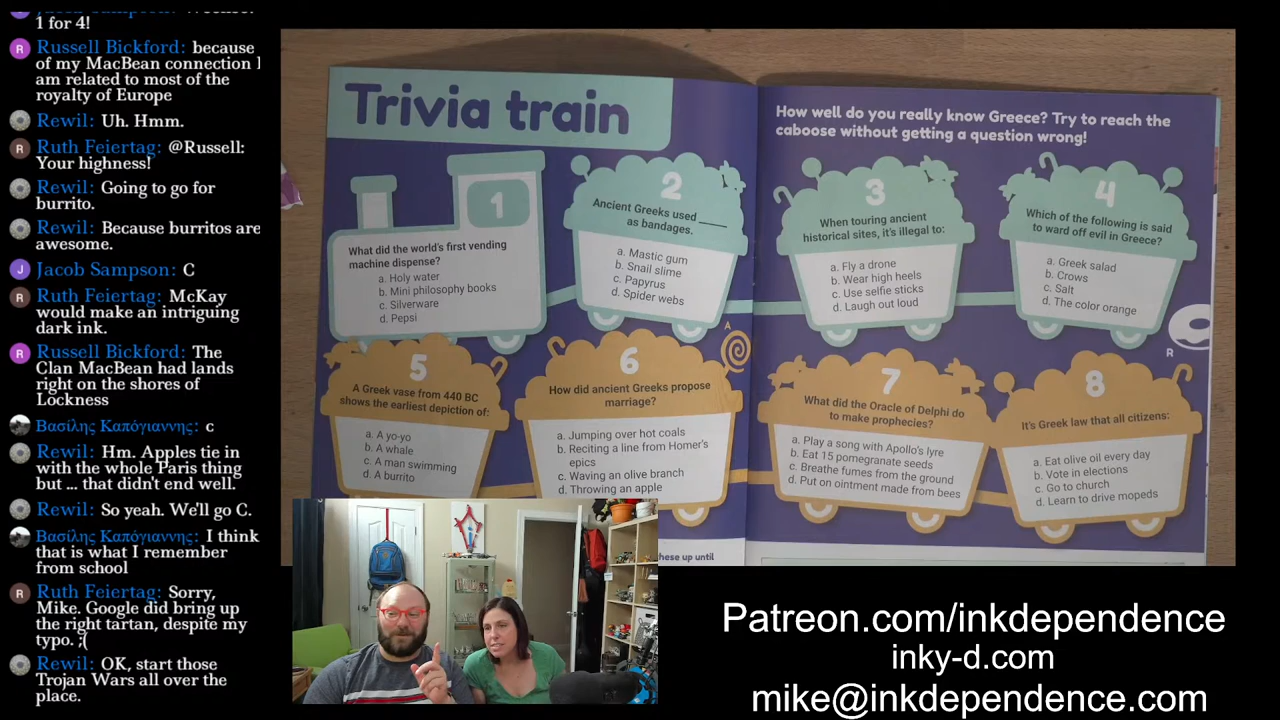 1 for 4!
Russell Bickford: because
of my MacBean connection I
am related to most of the
royalty of Europe
Rewil: Uh. Hmm.
Ruth Feiertag: @Russell:
Your highness!
Rewil: Going to go for
burrito.
Rewil: Because burritos are
awesome.
Jacob Sampson: C
Ruth Feiertag: McKay
would make an intriguing
dark ink.
Russell Bickford: The
Clan MacBean had lands
right on the shores of
Lockness
Βασίλης Καπόγιαννης: c
Rewil: Hm. Apples tie in
with the whole Paris thing
but ... that didn't end well.
Rewil: So yeah. We'll go C.
Βασίλης Καπόγιαννης: I think
that is what I remember
from school
Ruth Feiertag: Sorry,
Mike. Google did bring up
the right tartan, despite my
typo. ;(
Rewil: OK, start those
Trojan Wars all over the
place.
Trivia train
How well do you really know Greece? Try to reach the
caboose without getting a question wrong!
1
What did the world's first vending
machine dispense?
a. Holy water
b. Mini philosophy books
c. Silverware
d. Pepsi
2
Ancient Greeks used ______
as bandages.
a. Mastic gum
b. Snail slime
c. Papyrus
d. Spider webs
3
When touring ancient
historical sites, it's illegal to:
a. Fly a drone
b. Wear high heels
c. Use selfie sticks
d. Laugh out loud
4
Which of the following is said
to ward off evil in Greece?
a. Greek salad
b. Crows
c. Salt
d. The color orange
5
A Greek vase from 440 BC
shows the earliest depiction of:
a. A yo-yo
b. A whale
c. A man swimming
d. A burrito
6
How did ancient Greeks propose
marriage?
a. Jumping over hot coals
b. Reciting a line from Homer's
epics
c. Waving an olive branch
d. Throwing an apple
A
7
What did the Oracle of Delphi do
to make prophecies?
a. Play a song with Apollo's lyre
b. Eat 15 pomegranate seeds
c. Breathe fumes from the ground
d. Put on ointment made from bees
8
It's Greek law that all citizens:
a. Eat olive oil every day
b. Vote in elections
c. Go to church
d. Learn to drive mopeds
R
hese up until
Patreon.com/inkdependence
inky-d.com
mike@inkdependence.com